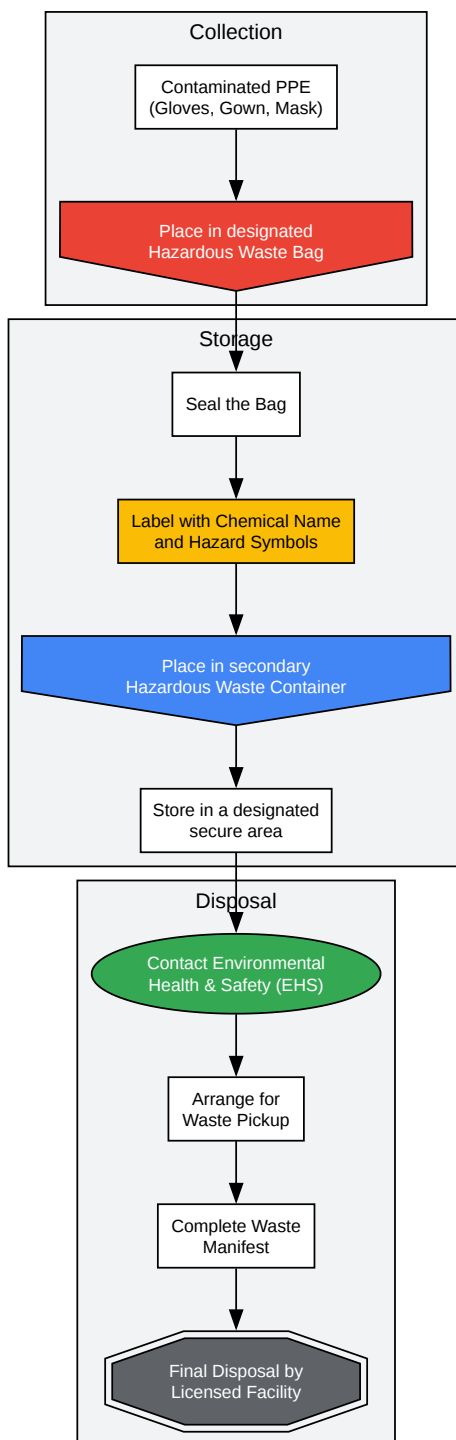 Collection
Contaminated PPE
(Gloves, Gown, Mask)
Place in designated
Hazardous Waste Bag
Storage
Seal the Bag
Label with Chemical Name
and Hazard Symbols
Place in secondary
Hazardous Waste Container
Store in a designated
secure area
Disposal
Contact Environmental
Health & Safety (EHS)
Arrange for
Waste Pickup
Complete Waste
Manifest
Final Disposal by
Licensed Facility